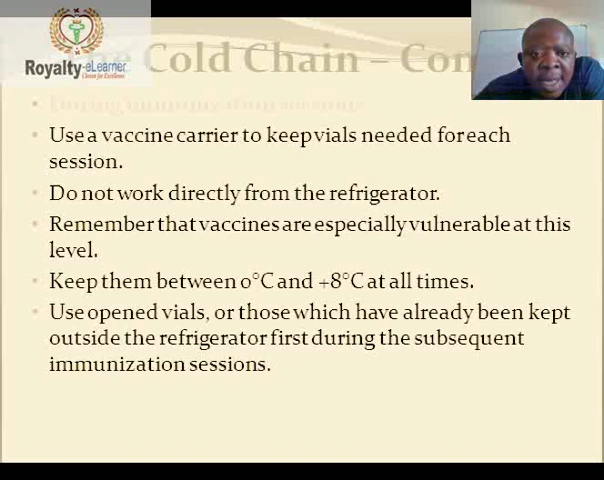 Royalty-eLearner
Center for Excellence
Cold Chain – Con
During immunization sessions
Use a vaccine carrier to keep vials needed for each
session.
Do not work directly from the refrigerator.
Remember that vaccines are especially vulnerable at this
level.
Keep them between 0°C and +8°C at all times.
Use opened vials, or those which have already been kept
outside the refrigerator first during the subsequent
immunization sessions.